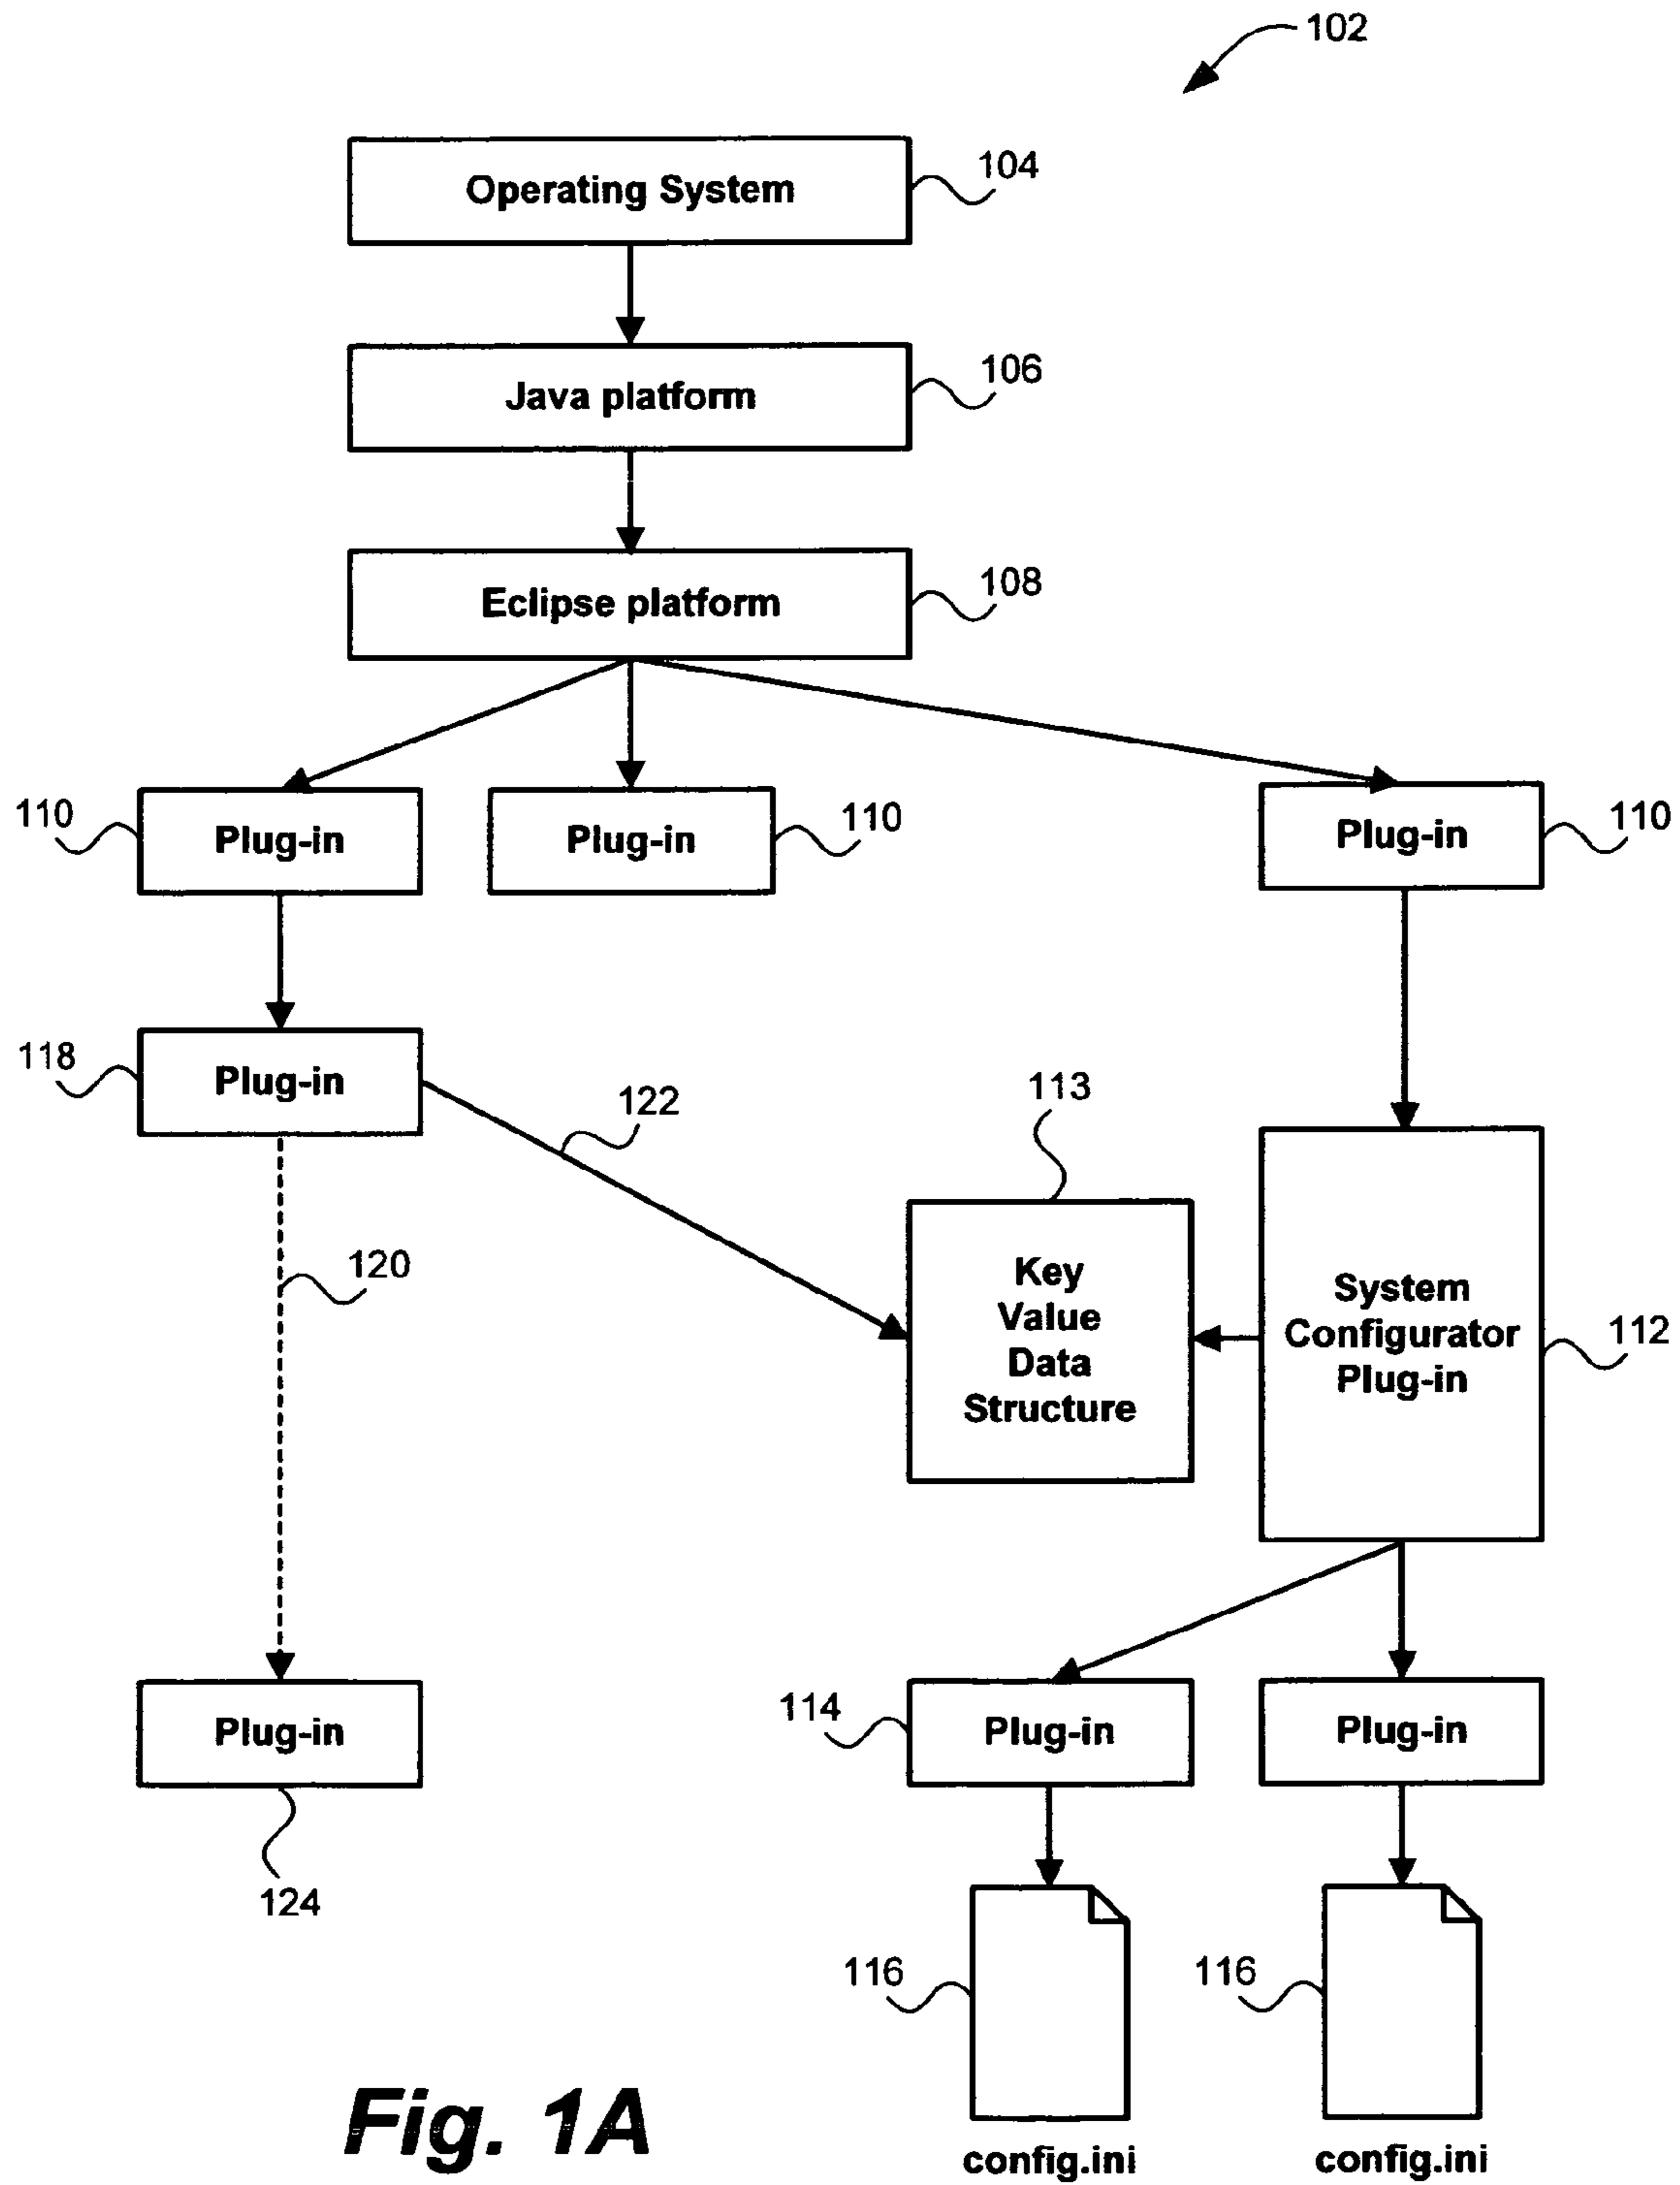 102
Operating System
104
Java platform
106
Eclipse platform
108
110
Plug-in
Plug-in
110
Plug-in
110
118
Plug-in
122
113
120
Key
Value
Data
Structure
System
Configurator
Plug-in
112
Plug-in
124
114
Plug-in
Plug-in
116
116
config.ini
config.ini
Fig. 1A